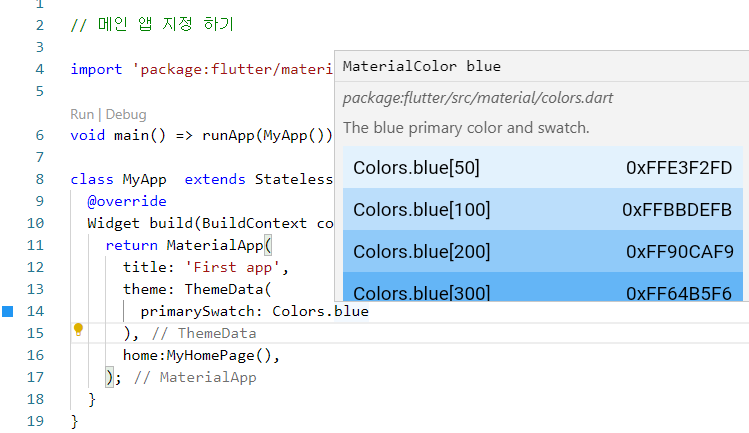 1
2 // 메인 앱 지정 하기
3
4 import 'package:flutter/materi
5
Run | Debug
6 void main() => runApp(MyApp())
7
8 class MyApp  extends Stateless
9 @override
10 Widget build(BuildContext co
11 return MaterialApp(
12 title: 'First app',
13 theme: ThemeData(
14 primarySwatch: Colors.blue
15 ), // ThemeData
16 home:MyHomePage(),
17 ); // MaterialApp
18 }
19 }
MaterialColor blue
package:flutter/src/material/colors.dart
The blue primary color and swatch.
Colors.blue[50] 0xFFE3F2FD
Colors.blue[100] 0xFFBBDEFB
Colors.blue[200] 0xFF90CAF9
Colors.blue[300] 0xFF64B5F6